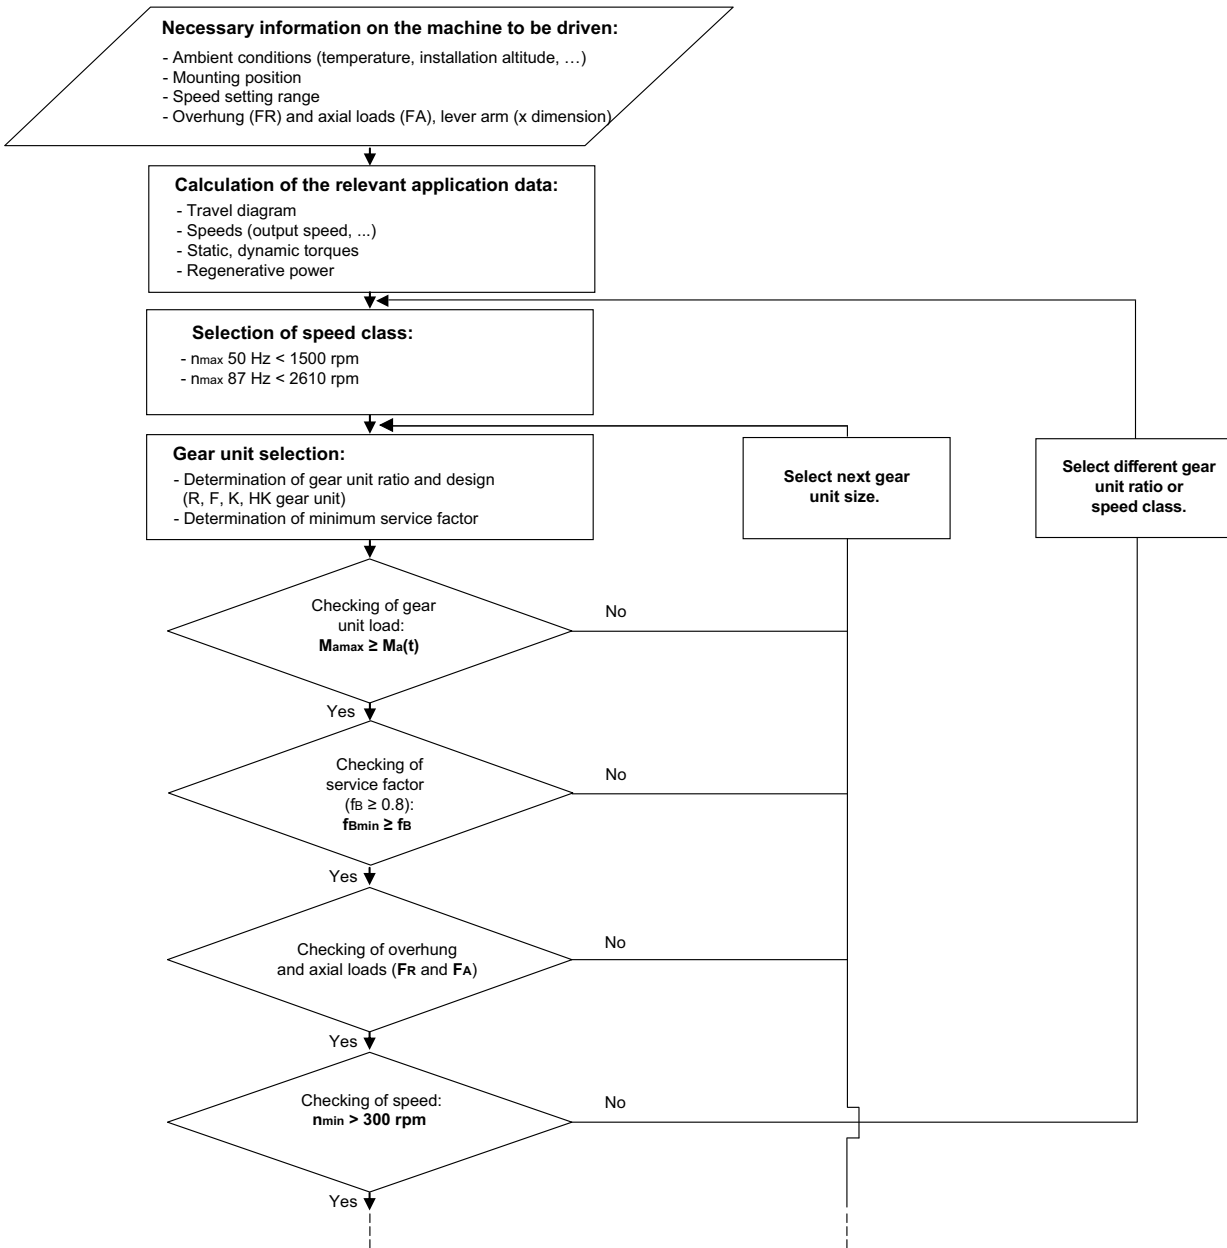 Necessary information on the machine to be driven:
- Ambient conditions (temperature, installation altitude, …)
- Mounting position
- Speed setting range
- Overhung (FR) and axial loads (FA), lever arm (x dimension)
Calculation of the relevant application data:
- Travel diagram
- Speeds (output speed, ...)
- Static, dynamic torques
- Regenerative power
Selection of speed class:
- nmax 50 Hz < 1500 rpm
- nmax 87 Hz < 2610 rpm
Gear unit selection:
- Determination of gear unit ratio and design
(R, F, K, HK gear unit)
- Determination of minimum service factor
Select next gear
unit size.
Select different gear
unit ratio or
speed class.
Checking of gear
unit load:
Mamax ≥ Ma(t)
No
Yes
Checking of
service factor
(fB ≥ 0.8):
fBmin ≥ fB
No
Yes
Checking of overhung
and axial loads (FR and FA)
No
Yes
Checking of speed:
nmin > 300 rpm
No
Yes